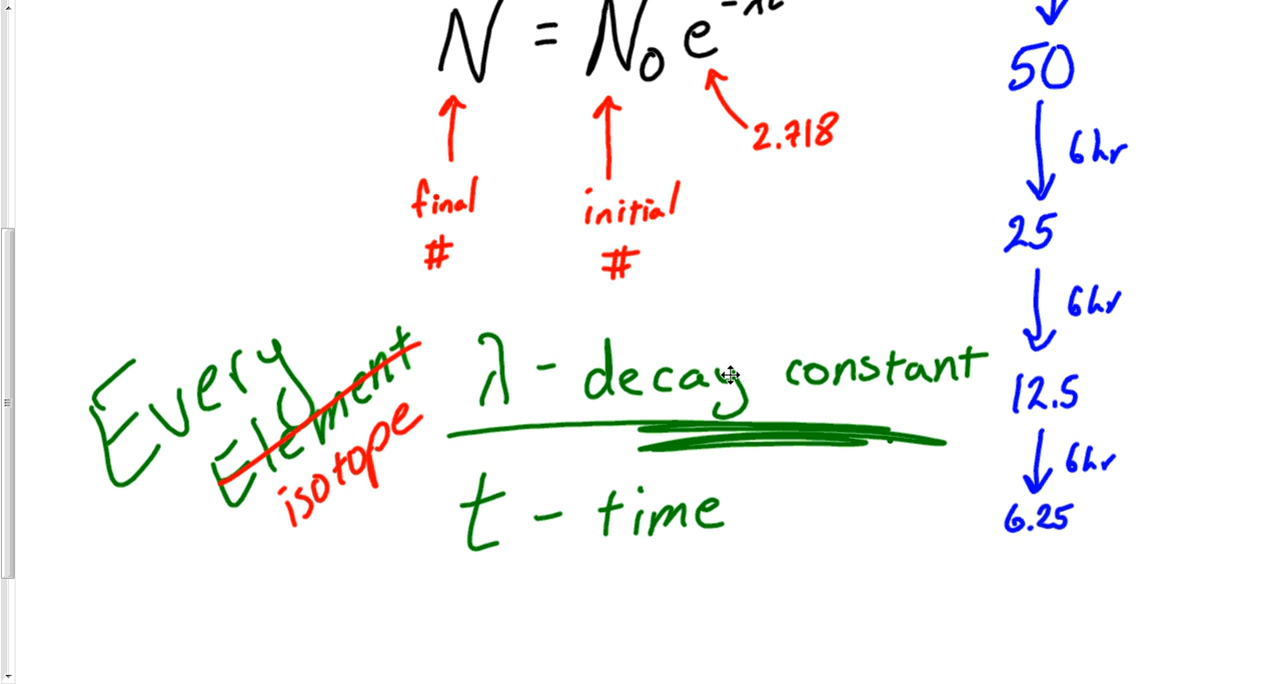 N = N₀ e^-λt
2.718
final
#
initial
#
Every
Element
isotope
λ - decay constant
t - time
50
6hr
25
6hr
12.5
6hr
6.25